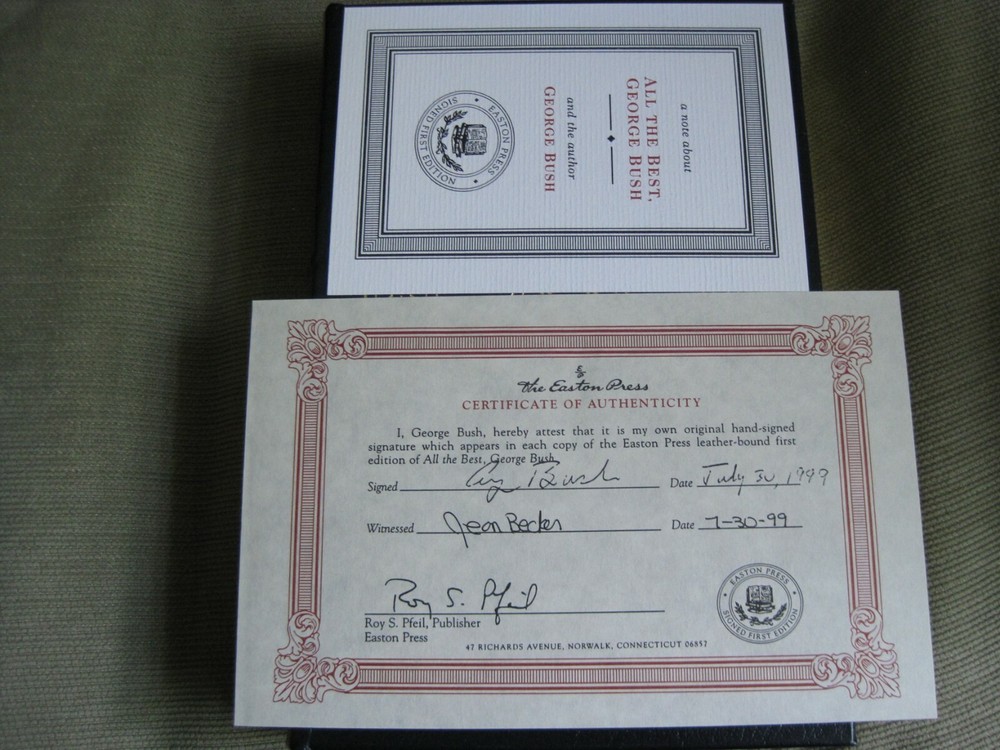 a note about
ALL THE BEST,
GEORGE BUSH
and the author
GEORGE BUSH
EASTON PRESS
SIGNED FIRST EDITION
The Easton Press
CERTIFICATE OF AUTHENTICITY
I, George Bush, hereby attest that it is my own original hand-signed
signature which appears in each copy of the Easton Press leather-bound first
edition of All the Best, George Bush.
Signed G Bush Date July 30, 1999
Witnessed Jean Becker Date 7-30-99
Roy S. Pfeil
Roy S. Pfeil, Publisher
Easton Press
47 RICHARDS AVENUE, NORWALK, CONNECTICUT 06857
EASTON PRESS
SIGNED FIRST EDITION